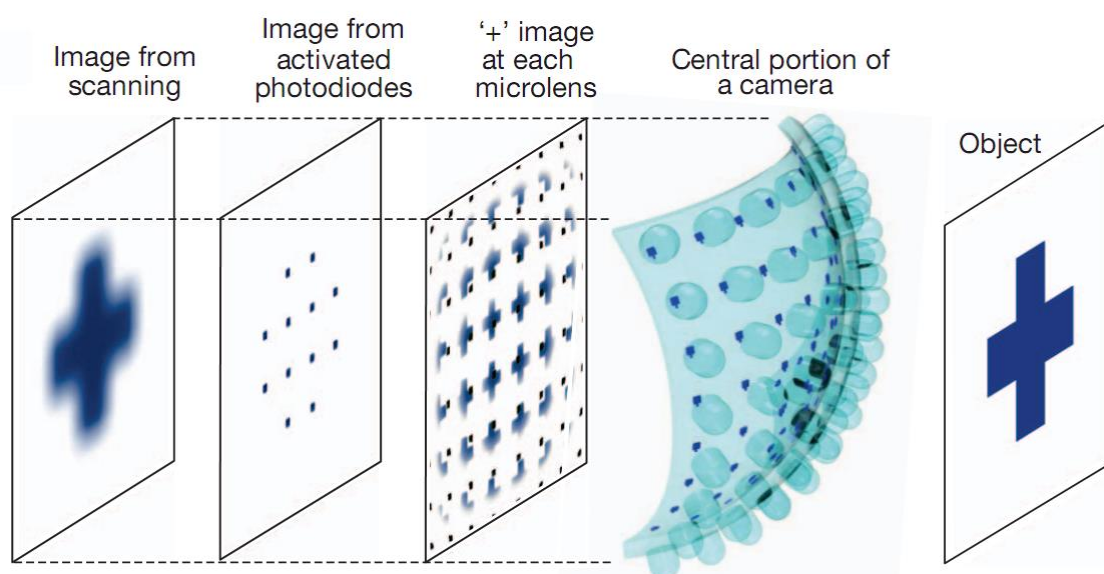 Image from
scanning
Image from
activated
photodiodes
‘+’ image
at each
microlens
Central portion of
a camera
Object